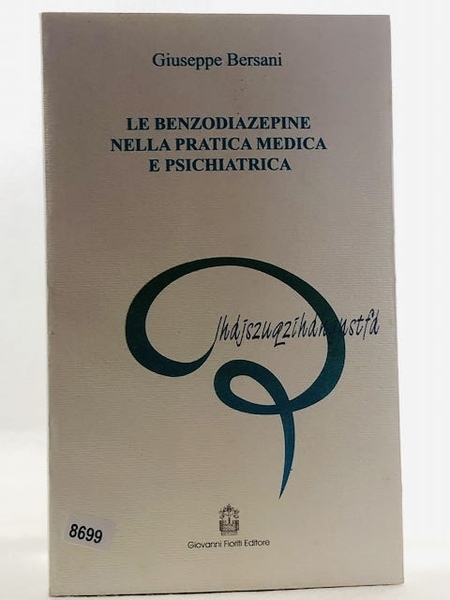 Giuseppe Bersani
LE BENZODIAZEPINE
NELLA PRATICA MEDICA
E PSICHIATRICA
8699
Giovanni Fioriti Editore